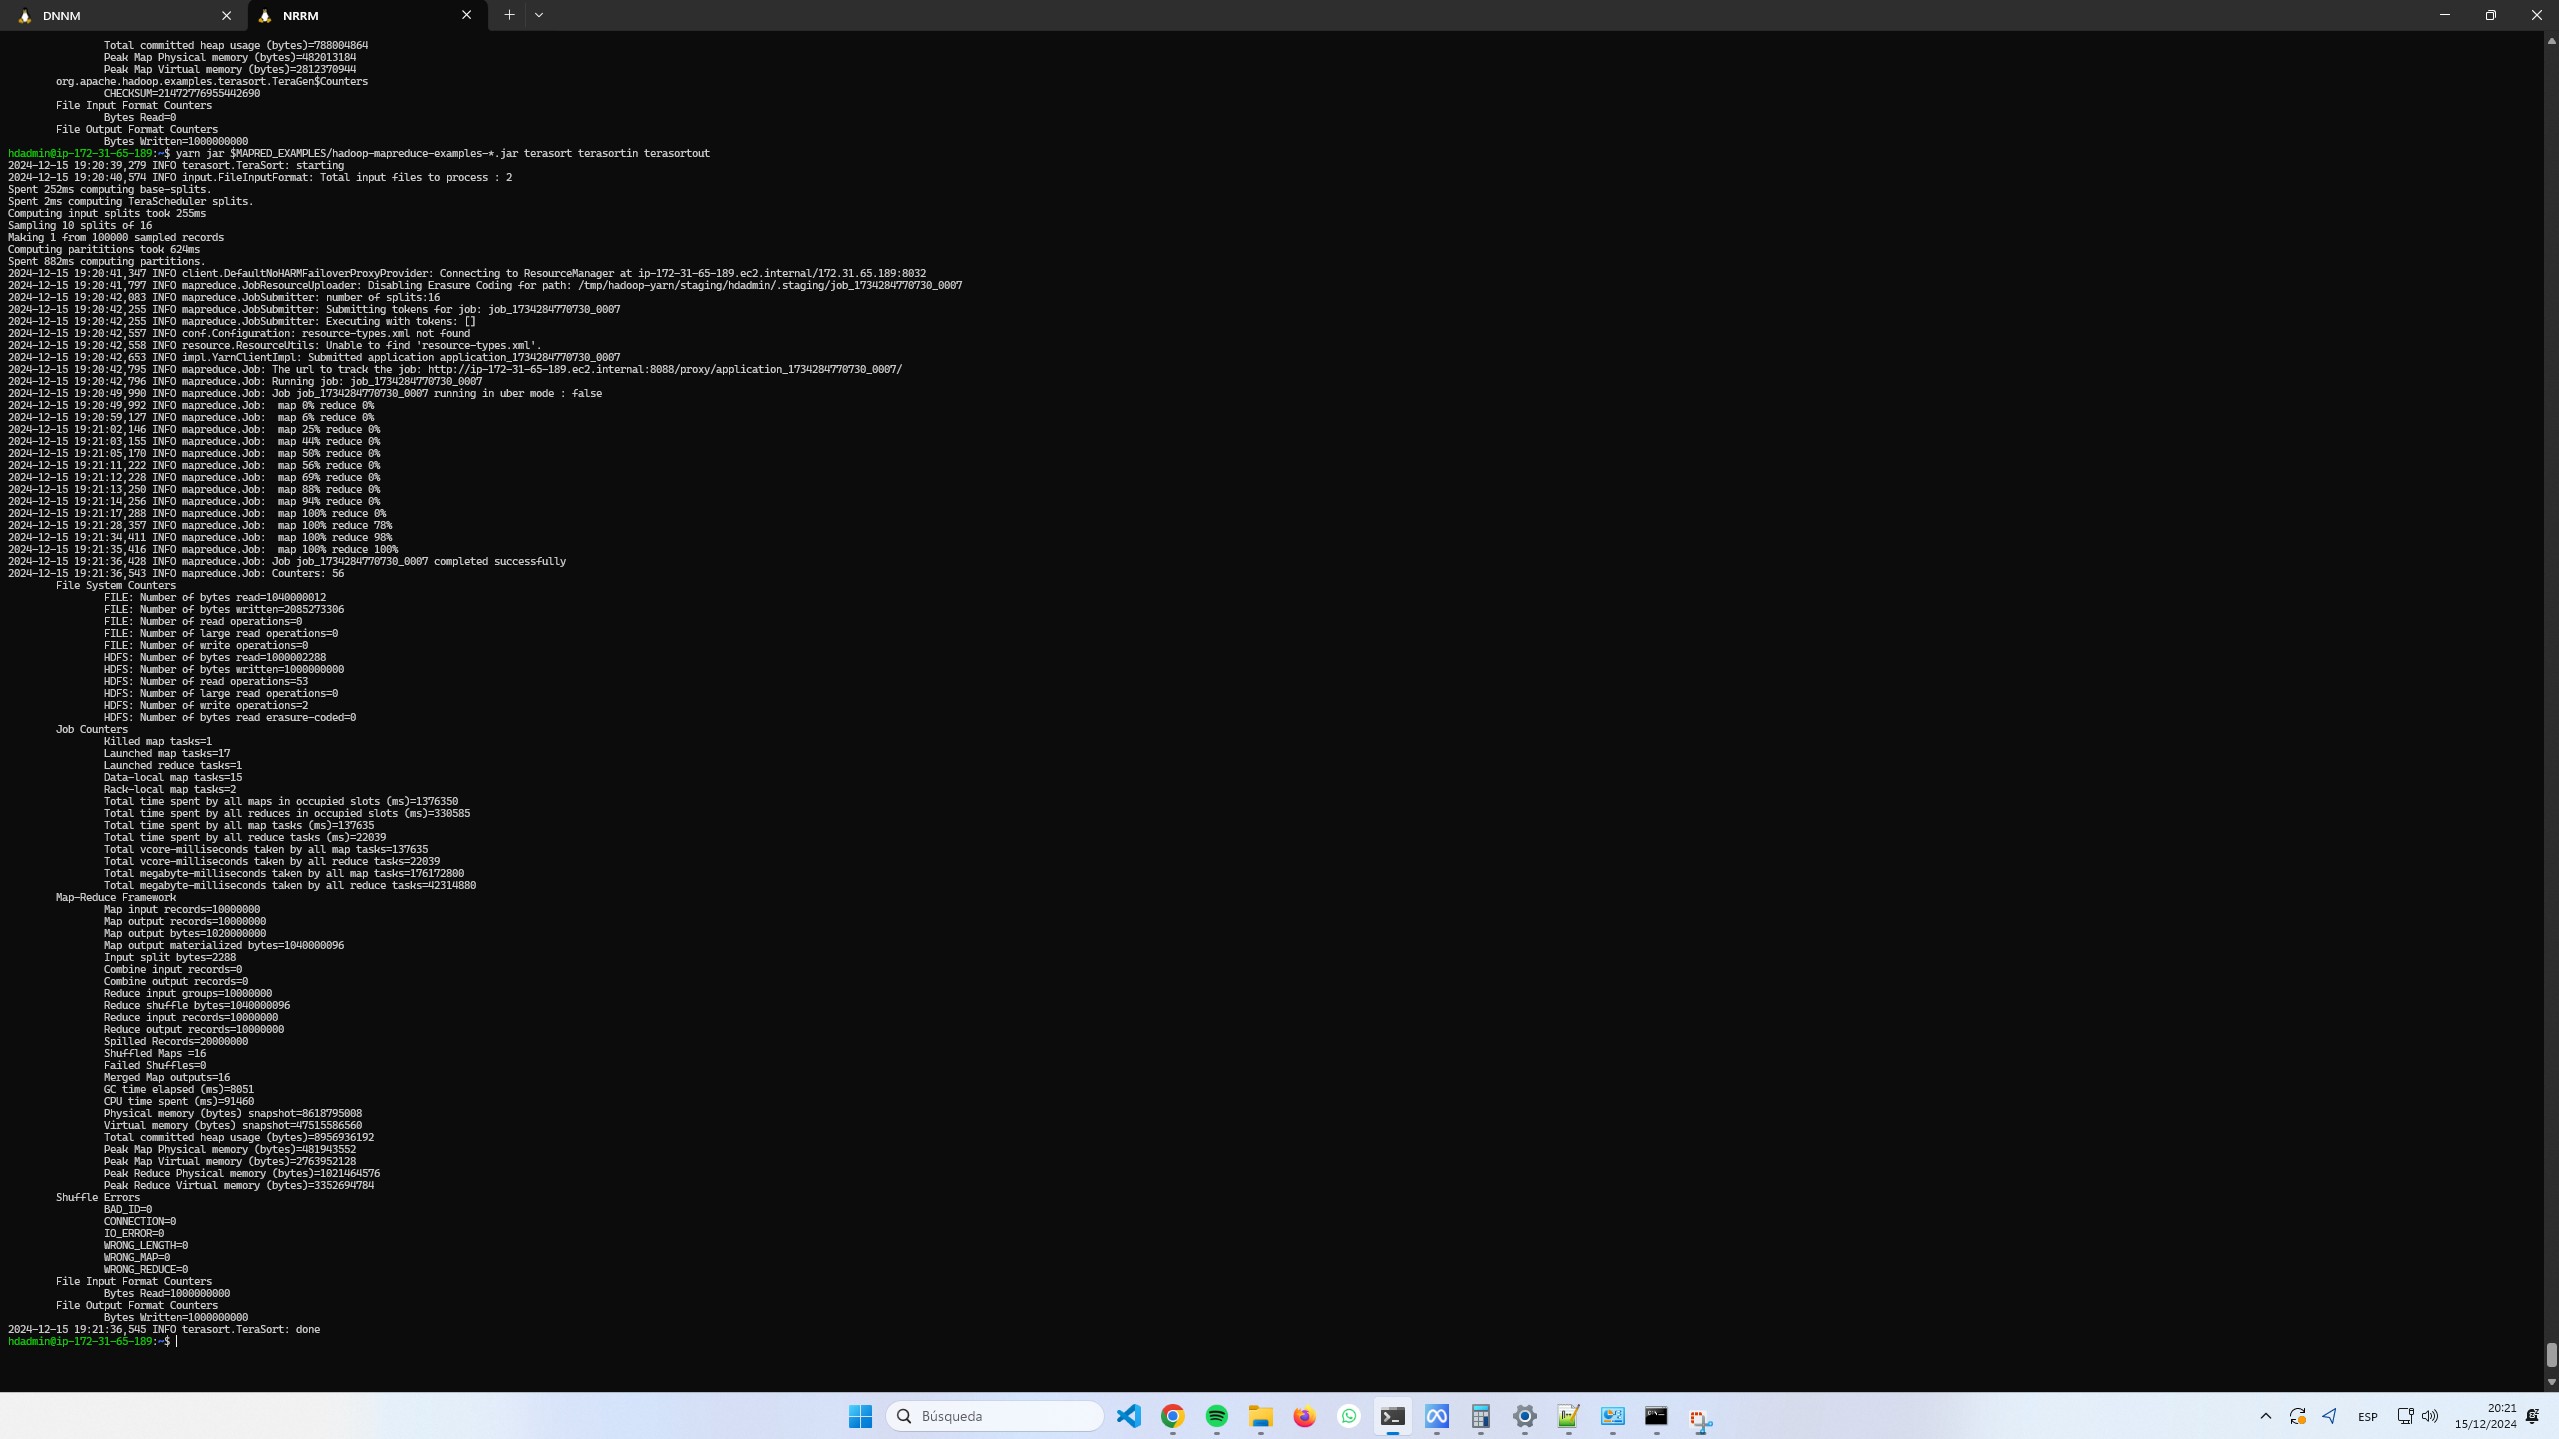 DNNM
NRRM
Total committed heap usage (bytes)=788004864
Peak Map Physical memory (bytes)=482013184
Peak Map Virtual memory (bytes)=2812370944
org.apache.hadoop.examples.terasort.TeraGen$Counters
CHECKSUM=21472776955442690
File Input Format Counters
Bytes Read=0
File Output Format Counters
Bytes Written=1000000000
hdadmin@ip-172-31-65-189:~$ yarn jar $MAPRED_EXAMPLES/hadoop-mapreduce-examples-*.jar terasort terasortin terasortout
2024-12-15 19:20:39,279 INFO terasort.TeraSort: starting
2024-12-15 19:20:40,574 INFO input.FileInputFormat: Total input files to process : 2
Spent 252ms computing base-splits.
Spent 2ms computing TeraScheduler splits.
Computing input splits took 255ms
Sampling 10 splits of 16
Making 1 from 100000 sampled records
Computing parititions took 624ms
Spent 882ms computing partitions.
2024-12-15 19:20:41,347 INFO client.DefaultNoHARMFailoverProxyProvider: Connecting to ResourceManager at ip-172-31-65-189.ec2.internal/172.31.65.189:8032
2024-12-15 19:20:41,797 INFO mapreduce.JobResourceUploader: Disabling Erasure Coding for path: /tmp/hadoop-yarn/staging/hdadmin/.staging/job_1734284770730_0007
2024-12-15 19:20:42,083 INFO mapreduce.JobSubmitter: number of splits:16
2024-12-15 19:20:42,255 INFO mapreduce.JobSubmitter: Submitting tokens for job: job_1734284770730_0007
2024-12-15 19:20:42,255 INFO mapreduce.JobSubmitter: Executing with tokens: []
2024-12-15 19:20:42,557 INFO conf.Configuration: resource-types.xml not found
2024-12-15 19:20:42,558 INFO resource.ResourceUtils: Unable to find 'resource-types.xml'.
2024-12-15 19:20:42,653 INFO impl.YarnClientImpl: Submitted application application_1734284770730_0007
2024-12-15 19:20:42,795 INFO mapreduce.Job: The url to track the job: http://ip-172-31-65-189.ec2.internal:8088/proxy/application_1734284770730_0007/
2024-12-15 19:20:42,796 INFO mapreduce.Job: Running job: job_1734284770730_0007
2024-12-15 19:20:49,990 INFO mapreduce.Job: Job job_1734284770730_0007 running in uber mode : false
2024-12-15 19:20:49,992 INFO mapreduce.Job:  map 0% reduce 0%
2024-12-15 19:20:59,127 INFO mapreduce.Job:  map 6% reduce 0%
2024-12-15 19:21:02,146 INFO mapreduce.Job:  map 25% reduce 0%
2024-12-15 19:21:03,155 INFO mapreduce.Job:  map 44% reduce 0%
2024-12-15 19:21:05,170 INFO mapreduce.Job:  map 50% reduce 0%
2024-12-15 19:21:11,222 INFO mapreduce.Job:  map 56% reduce 0%
2024-12-15 19:21:12,228 INFO mapreduce.Job:  map 69% reduce 0%
2024-12-15 19:21:13,250 INFO mapreduce.Job:  map 88% reduce 0%
2024-12-15 19:21:14,256 INFO mapreduce.Job:  map 94% reduce 0%
2024-12-15 19:21:17,288 INFO mapreduce.Job:  map 100% reduce 0%
2024-12-15 19:21:28,357 INFO mapreduce.Job:  map 100% reduce 78%
2024-12-15 19:21:34,411 INFO mapreduce.Job:  map 100% reduce 98%
2024-12-15 19:21:35,416 INFO mapreduce.Job:  map 100% reduce 100%
2024-12-15 19:21:36,428 INFO mapreduce.Job: Job job_1734284770730_0007 completed successfully
2024-12-15 19:21:36,543 INFO mapreduce.Job: Counters: 56
File System Counters
FILE: Number of bytes read=1040000012
FILE: Number of bytes written=2085273306
FILE: Number of read operations=0
FILE: Number of large read operations=0
FILE: Number of write operations=0
HDFS: Number of bytes read=1000002288
HDFS: Number of bytes written=1000000000
HDFS: Number of read operations=53
HDFS: Number of large read operations=0
HDFS: Number of write operations=2
HDFS: Number of bytes read erasure-coded=0
Job Counters
Killed map tasks=1
Launched map tasks=17
Launched reduce tasks=1
Data-local map tasks=15
Rack-local map tasks=2
Total time spent by all maps in occupied slots (ms)=1376350
Total time spent by all reduces in occupied slots (ms)=330585
Total time spent by all map tasks (ms)=137635
Total time spent by all reduce tasks (ms)=22039
Total vcore-milliseconds taken by all map tasks=137635
Total vcore-milliseconds taken by all reduce tasks=22039
Total megabyte-milliseconds taken by all map tasks=176172800
Total megabyte-milliseconds taken by all reduce tasks=42314880
Map-Reduce Framework
Map input records=10000000
Map output records=10000000
Map output bytes=1020000000
Map output materialized bytes=1040000096
Input split bytes=2288
Combine input records=0
Combine output records=0
Reduce input groups=10000000
Reduce shuffle bytes=1040000096
Reduce input records=10000000
Reduce output records=10000000
Spilled Records=20000000
Shuffled Maps =16
Failed Shuffles=0
Merged Map outputs=16
GC time elapsed (ms)=8051
CPU time spent (ms)=91460
Physical memory (bytes) snapshot=8618795008
Virtual memory (bytes) snapshot=47515586560
Total committed heap usage (bytes)=8956936192
Peak Map Physical memory (bytes)=481943552
Peak Map Virtual memory (bytes)=2763952128
Peak Reduce Physical memory (bytes)=1021464576
Peak Reduce Virtual memory (bytes)=3352694784
Shuffle Errors
BAD_ID=0
CONNECTION=0
IO_ERROR=0
WRONG_LENGTH=0
WRONG_MAP=0
WRONG_REDUCE=0
File Input Format Counters
Bytes Read=1000000000
File Output Format Counters
Bytes Written=1000000000
2024-12-15 19:21:36,545 INFO terasort.TeraSort: done
hdadmin@ip-172-31-65-189:~$
Búsqueda
ESP
20:21
15/12/2024